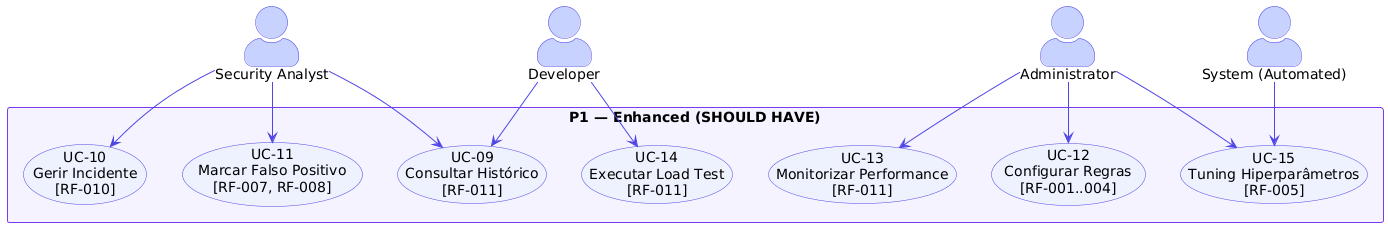 Security Analyst
Developer
Administrator
System (Automated)
P1 — Enhanced (SHOULD HAVE)
UC-10
Gerir Incidente
[RF-010]
UC-11
Marcar Falso Positivo
[RF-007, RF-008]
UC-09
Consultar Histórico
[RF-011]
UC-14
Executar Load Test
[RF-011]
UC-13
Monitorizar Performance
[RF-011]
UC-12
Configurar Regras
[RF-001..004]
UC-15
Tuning Hiperparâmetros
[RF-005]